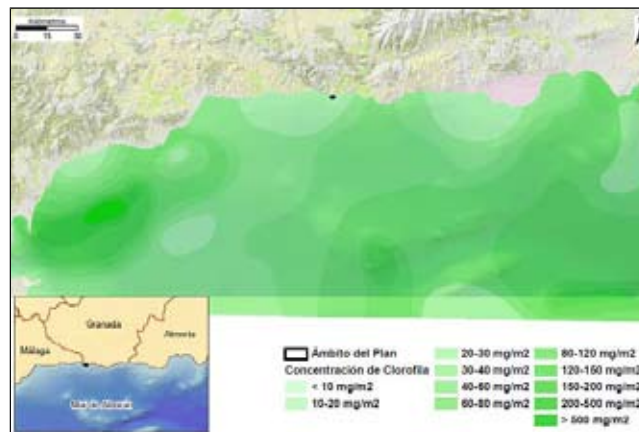 Kilómetros
0 15 30
Granada
Málaga
Almería
Mar de Alborán
Ámbito del Plan
Concentración de Clorofila
< 10 mg/m2
10-20 mg/m2
20-30 mg/m2
30-40 mg/m2
40-60 mg/m2
60-80 mg/m2
80-120 mg/m2
120-150 mg/m2
150-200 mg/m2
200-500 mg/m2
> 500 mg/m2